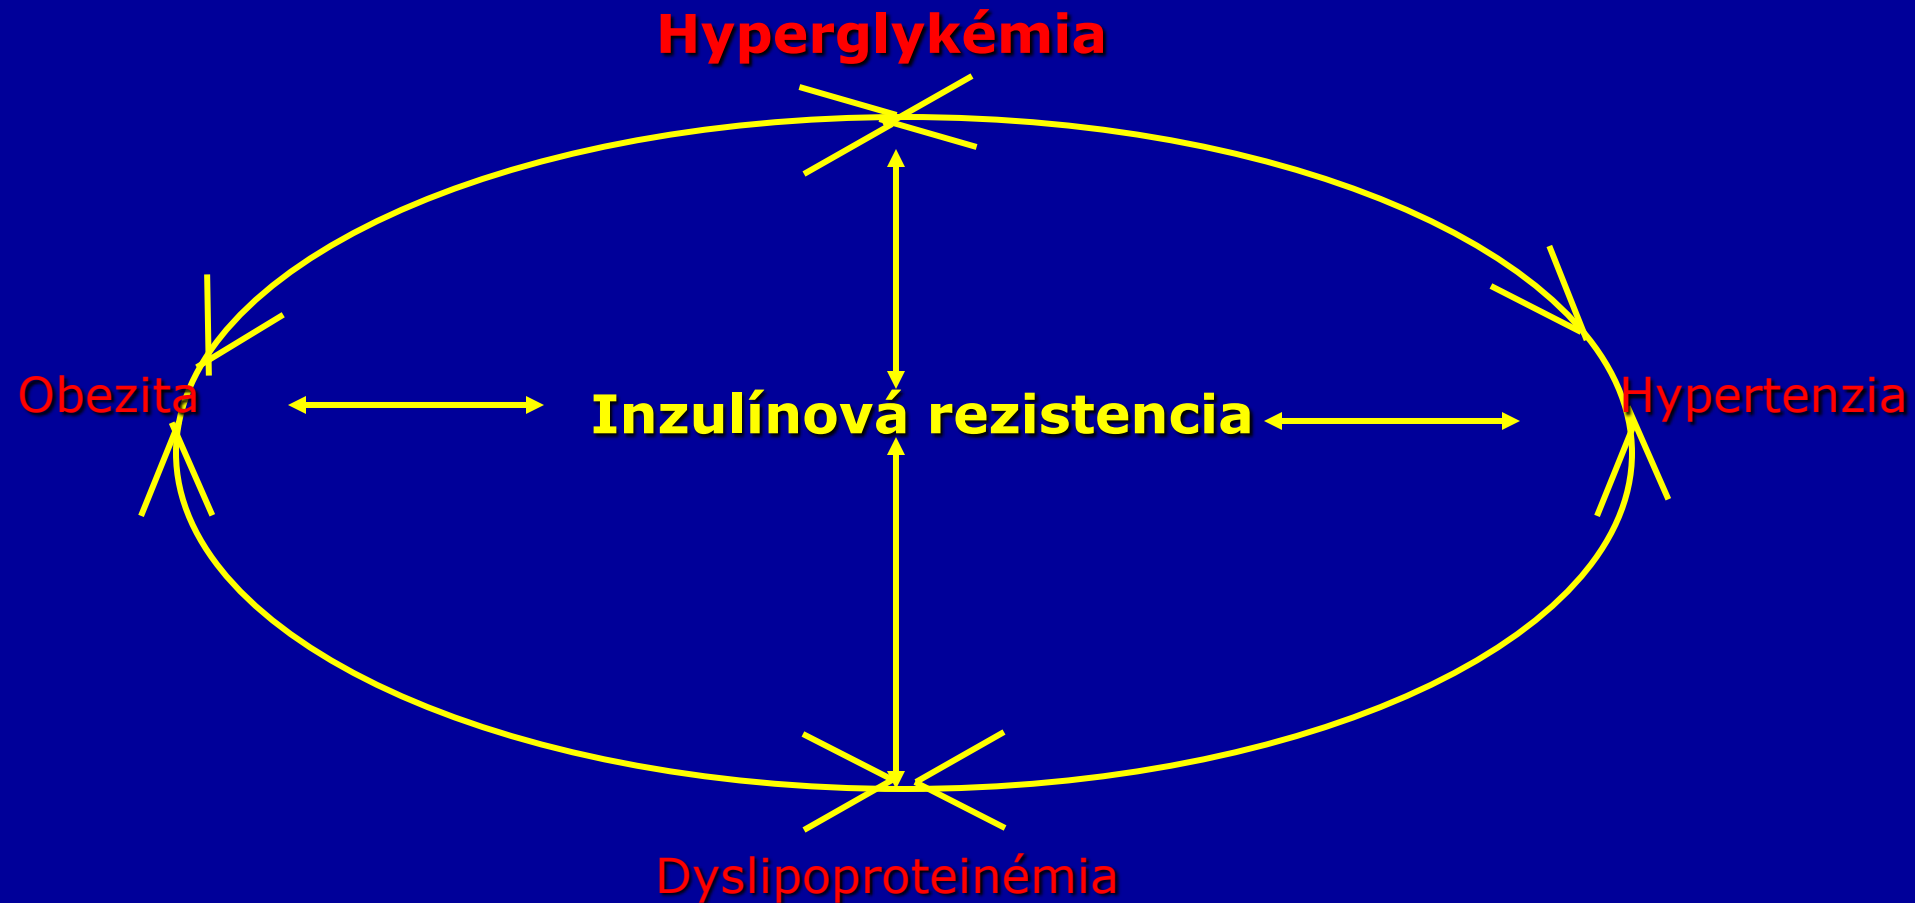 Hyperglykémia
Obezita
Inzulínová rezistencia
Hypertenzia
Dyslipoproteinémia